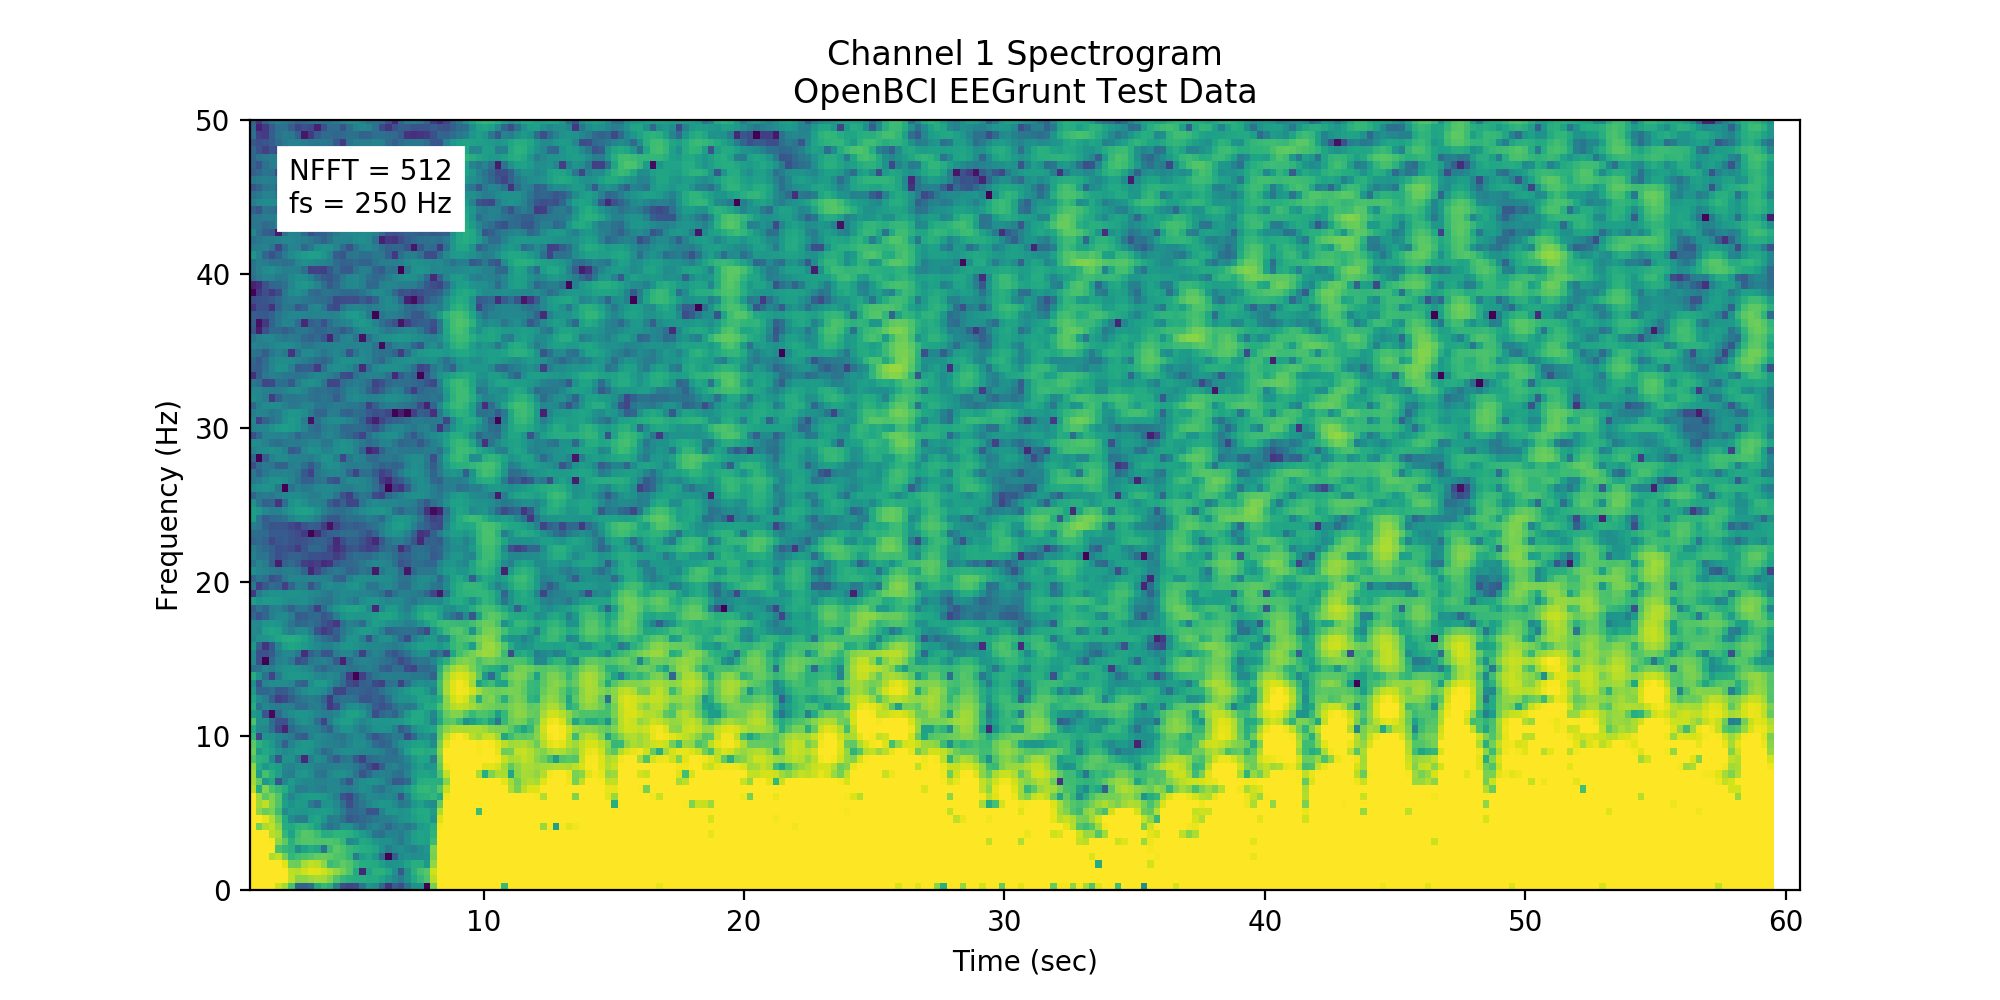 Channel 1 Spectrogram
OpenBCI EEGrunt Test Data
NFFT = 512
fs = 250 Hz
Frequency (Hz)
50
40
30
20
10
0
10 20 30 40 50 60
Time (sec)